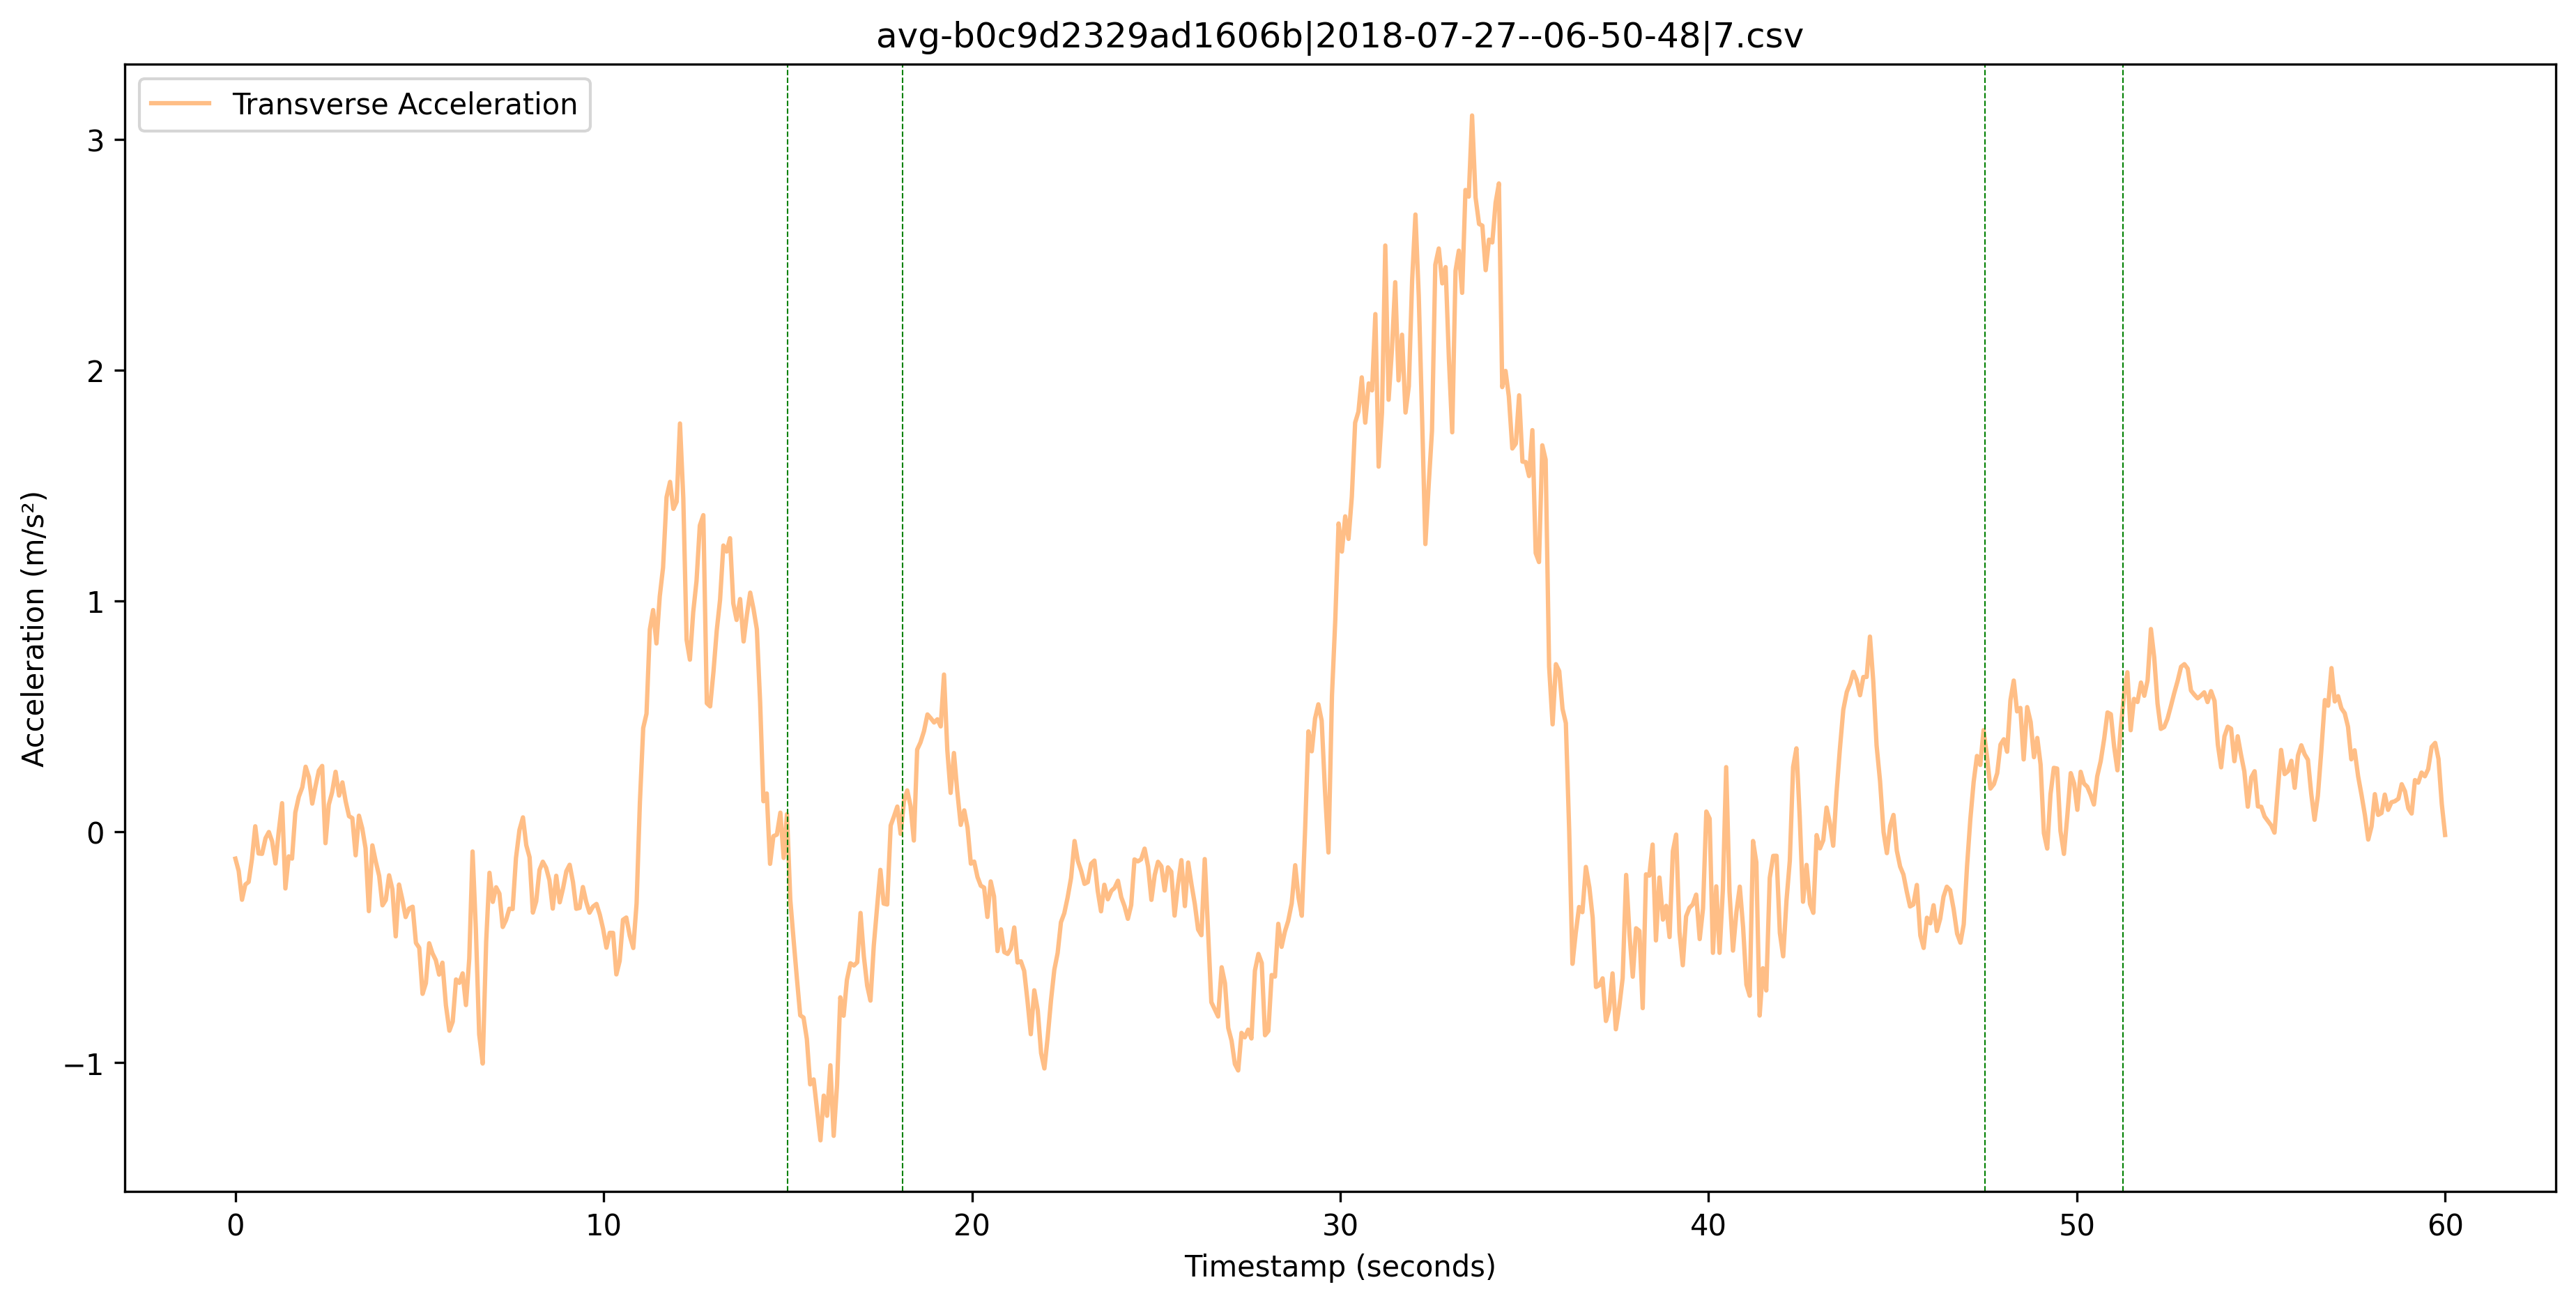 avg-b0c9d2329ad1606b|2018-07-27--06-50-48|7.csv
Transverse Acceleration
3
2
1
0
−1
Acceleration (m/s²)
0 10 20 30 40 50 60
Timestamp (seconds)